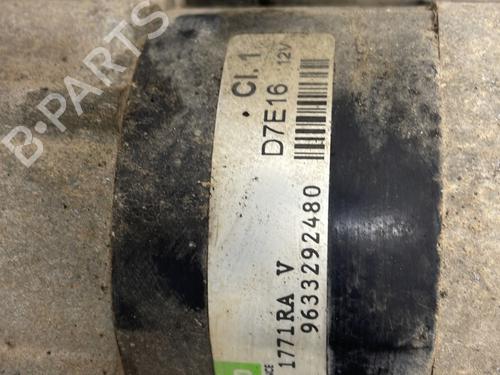 B·PARTS
Cl. 1
D7E16 12V
1771RA V
9633292480